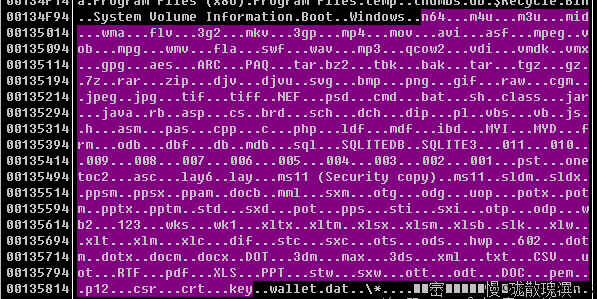 00134F14 a.Program Files (x86).Program Files.temp..thumbs.db.$Recycle.Bin
00134F94 ..System Volume Information.Boot..Windows..n64...m4u...m3u...mid
00135014 ...wma...flv...3g2...mkv...3gp...mp4...mov...avi...asf...mpeg...v
00135094 ob...mpg...wmv...fla...swf...wav...mp3...qcow2...vdi...vmdk...vmx
00135114 ...gpg...aes...ARC...PAQ...tar.bz2...tbk...bak...tar...tgz...gz..
00135194 .7z...rar...zip...djv...djvu...svg...bmp...png...gif...raw...cgm.
00135214 .jpeg...jpg...tif...tiff..NEF...psd...cmd...bat...sh..class...jar
00135294 ...java..rb..asp...cs..brd...sch...dch...dip...pl..vbs...vb..js..
00135314 .h..asm...pas...cpp...c..php...ldf...mdf...ibd...MYI...MYD...f
00135394 rm...odb...dbf...db..mdb...sql...SQLITEDB...SQLITE3...011...010..
00135414 .009...008...007...006...005...004...003...002...001...pst...one
00135494 toc2...asc...lay6..lay...ms11 (Security copy)..ms11..sldm...sldx.
00135514 .ppsm...ppsx...ppam...docb...mml...sxm...otg...odg...uop...potx..pot
00135594 m..pptx...pptm...std...sxd...pot...pps...sti...sxi...otp...odp...w
00135614 b2...123...wks...wk1...xltx...xltm...xlsx...xlsm...xlsb...slk...xlw.
00135694 ..xlt...xlm...xlc...dif...stc...sxc...ots...ods...hwp...602..dot
00135714 m..dotx..docm..docx..DOT...3dm...max...3ds...xml...txt...CSV...u
00135794 ot...RTF...pdf...XLS...PPT...stw...sxw...ott...odt...DOC...pem..
00135814 .p12...csr...crt...key...wallet.dat..\*....